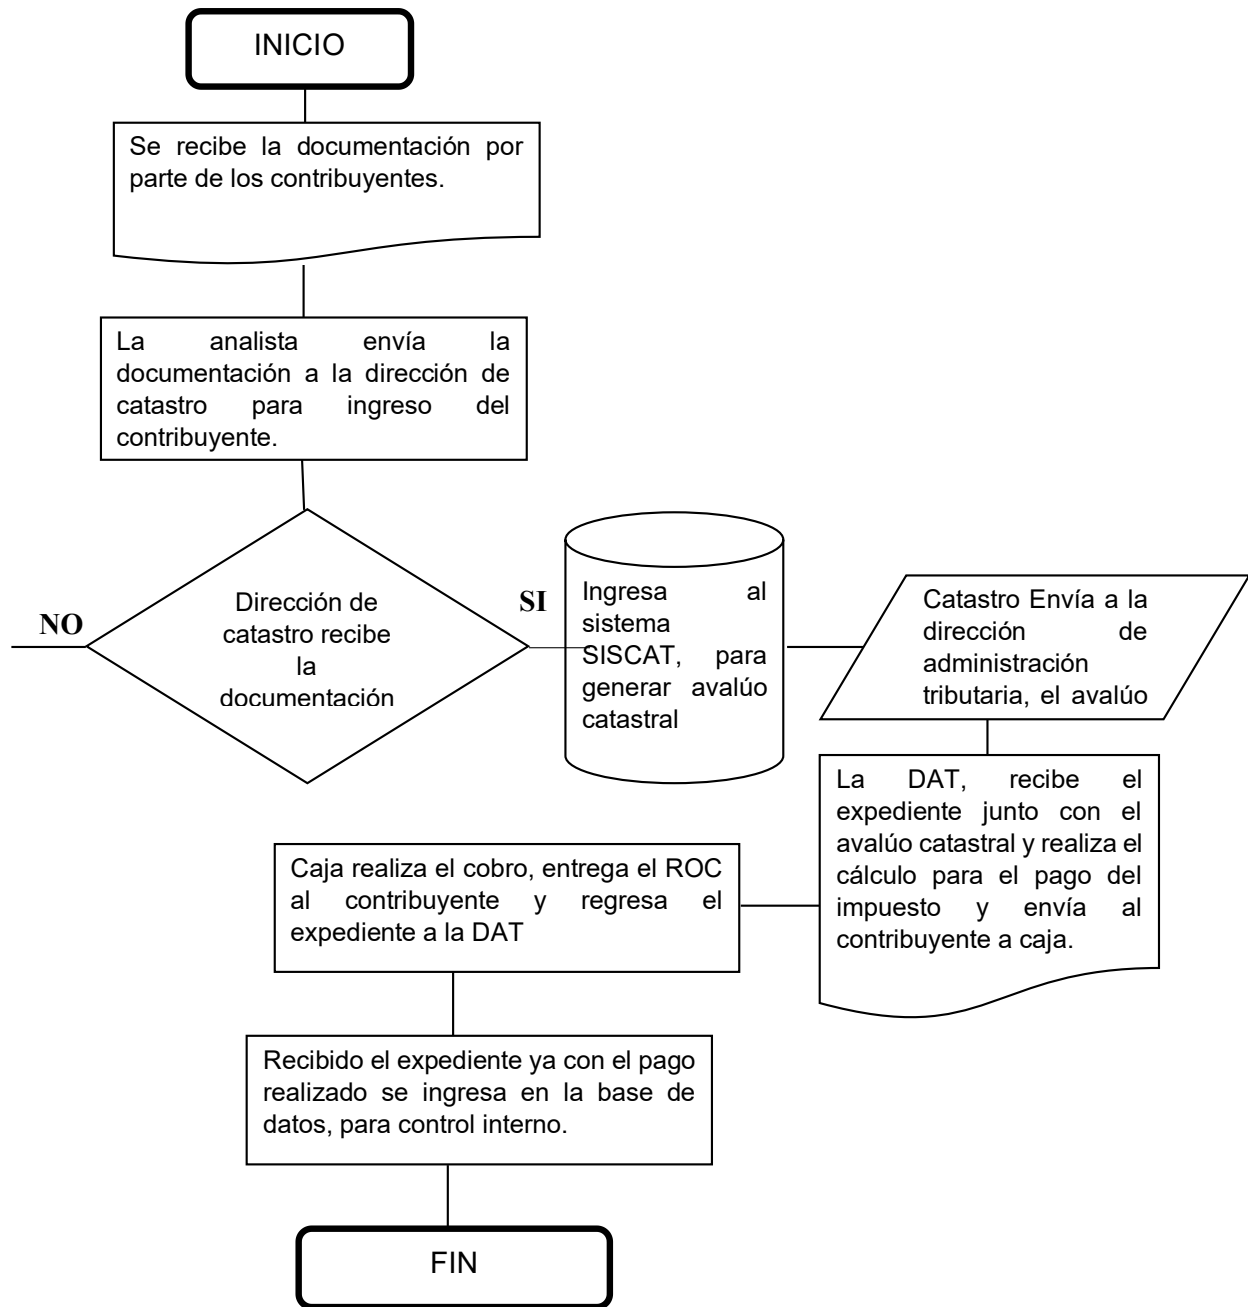 INICIO
Se recibe la documentación por
parte de los contribuyentes.
La analista envía la
documentación a la dirección de
catastro para ingreso del
contribuyente.
Dirección de
catastro recibe
la
documentación
NO
SI
Ingresa al
sistema
SISCAT, para
generar avalúo
catastral
Catastro Envía a la
dirección de
administración
tributaria, el avalúo
La DAT, recibe el
expediente junto con el
avalúo catastral y realiza el
cálculo para el pago del
impuesto y envía al
contribuyente a caja.
Caja realiza el cobro, entrega el ROC
al contribuyente y regresa el
expediente a la DAT
Recibido el expediente ya con el pago
realizado se ingresa en la base de
datos, para control interno.
FIN